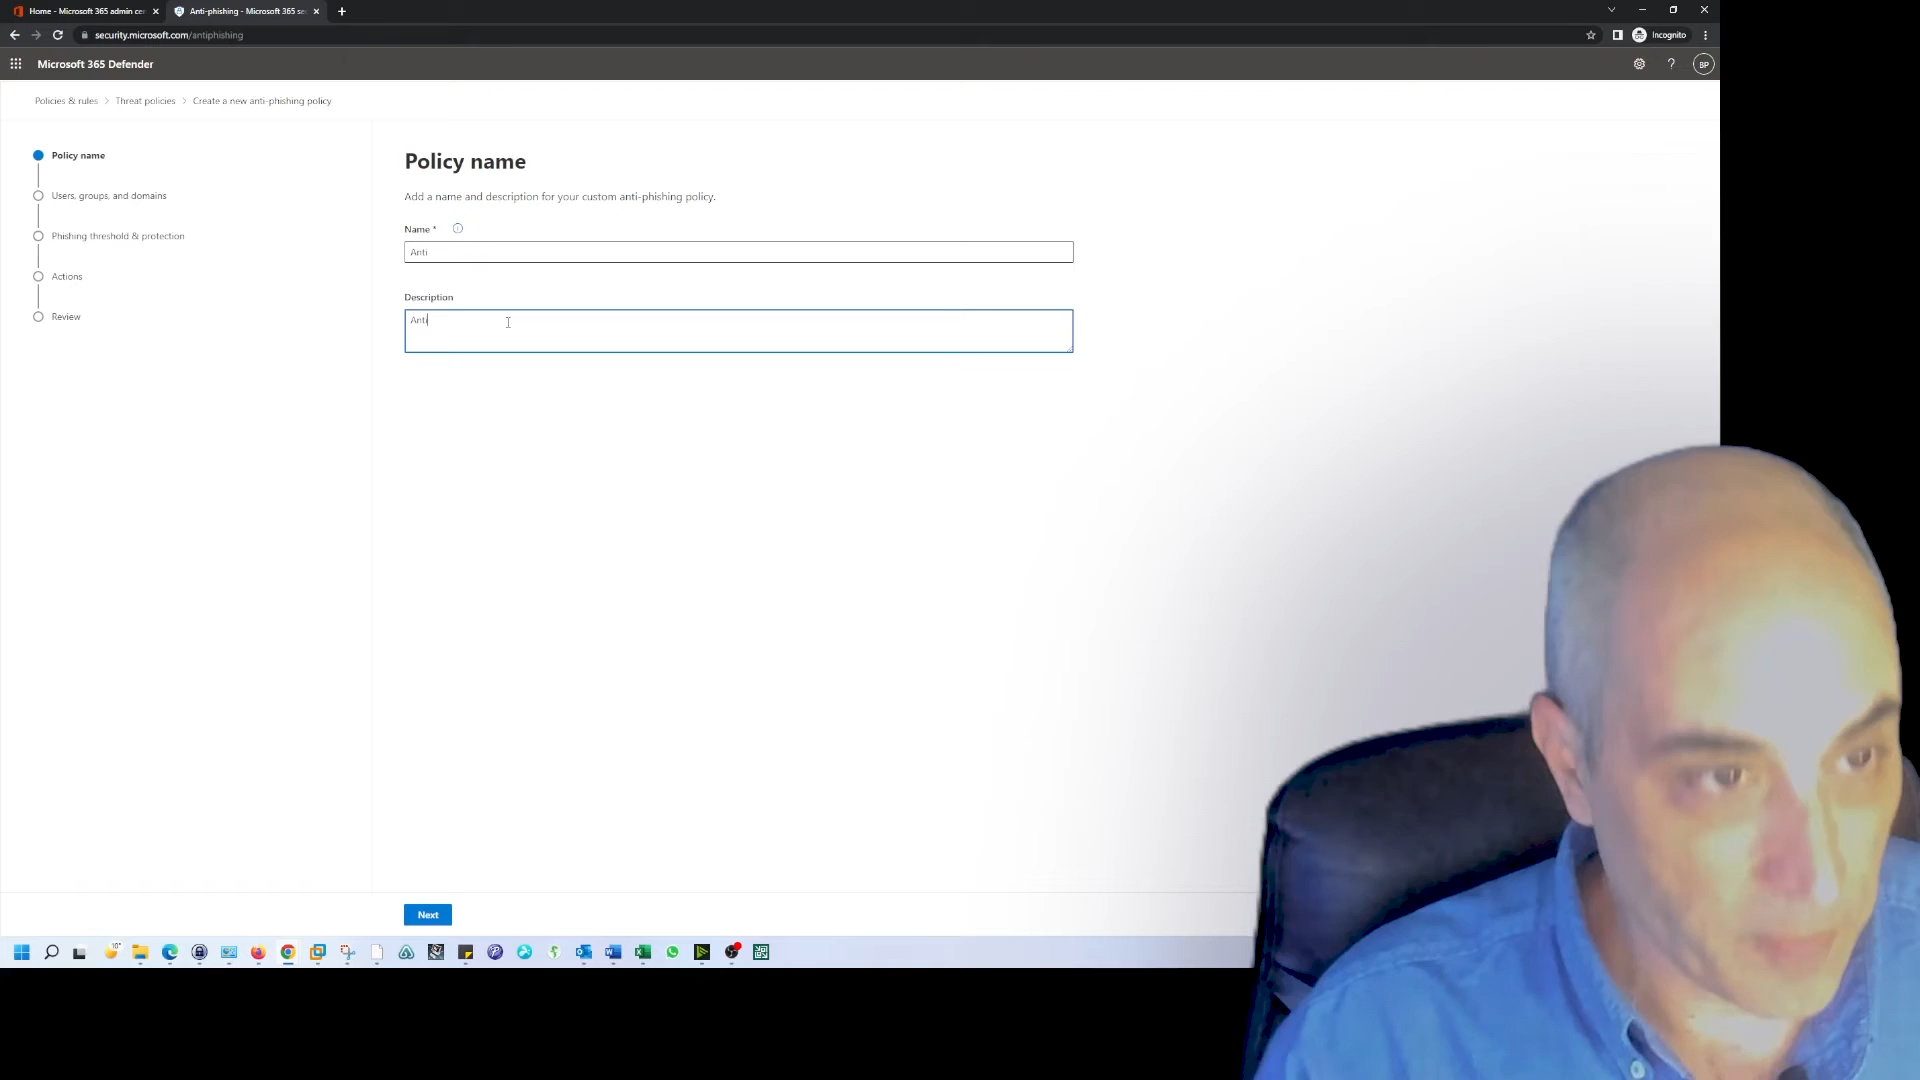 Home - Microsoft 365 admin cen
Anti-phishing - Microsoft 365 se
security.microsoft.com/antiphishing
Incognito
Microsoft 365 Defender
BP
Policies & rules > Threat policies > Create a new anti-phishing policy
Policy name
Users, groups, and domains
Phishing threshold & protection
Actions
Review
Policy name
Add a name and description for your custom anti-phishing policy.
Name *
Anti
Description
Anti
Next
10°